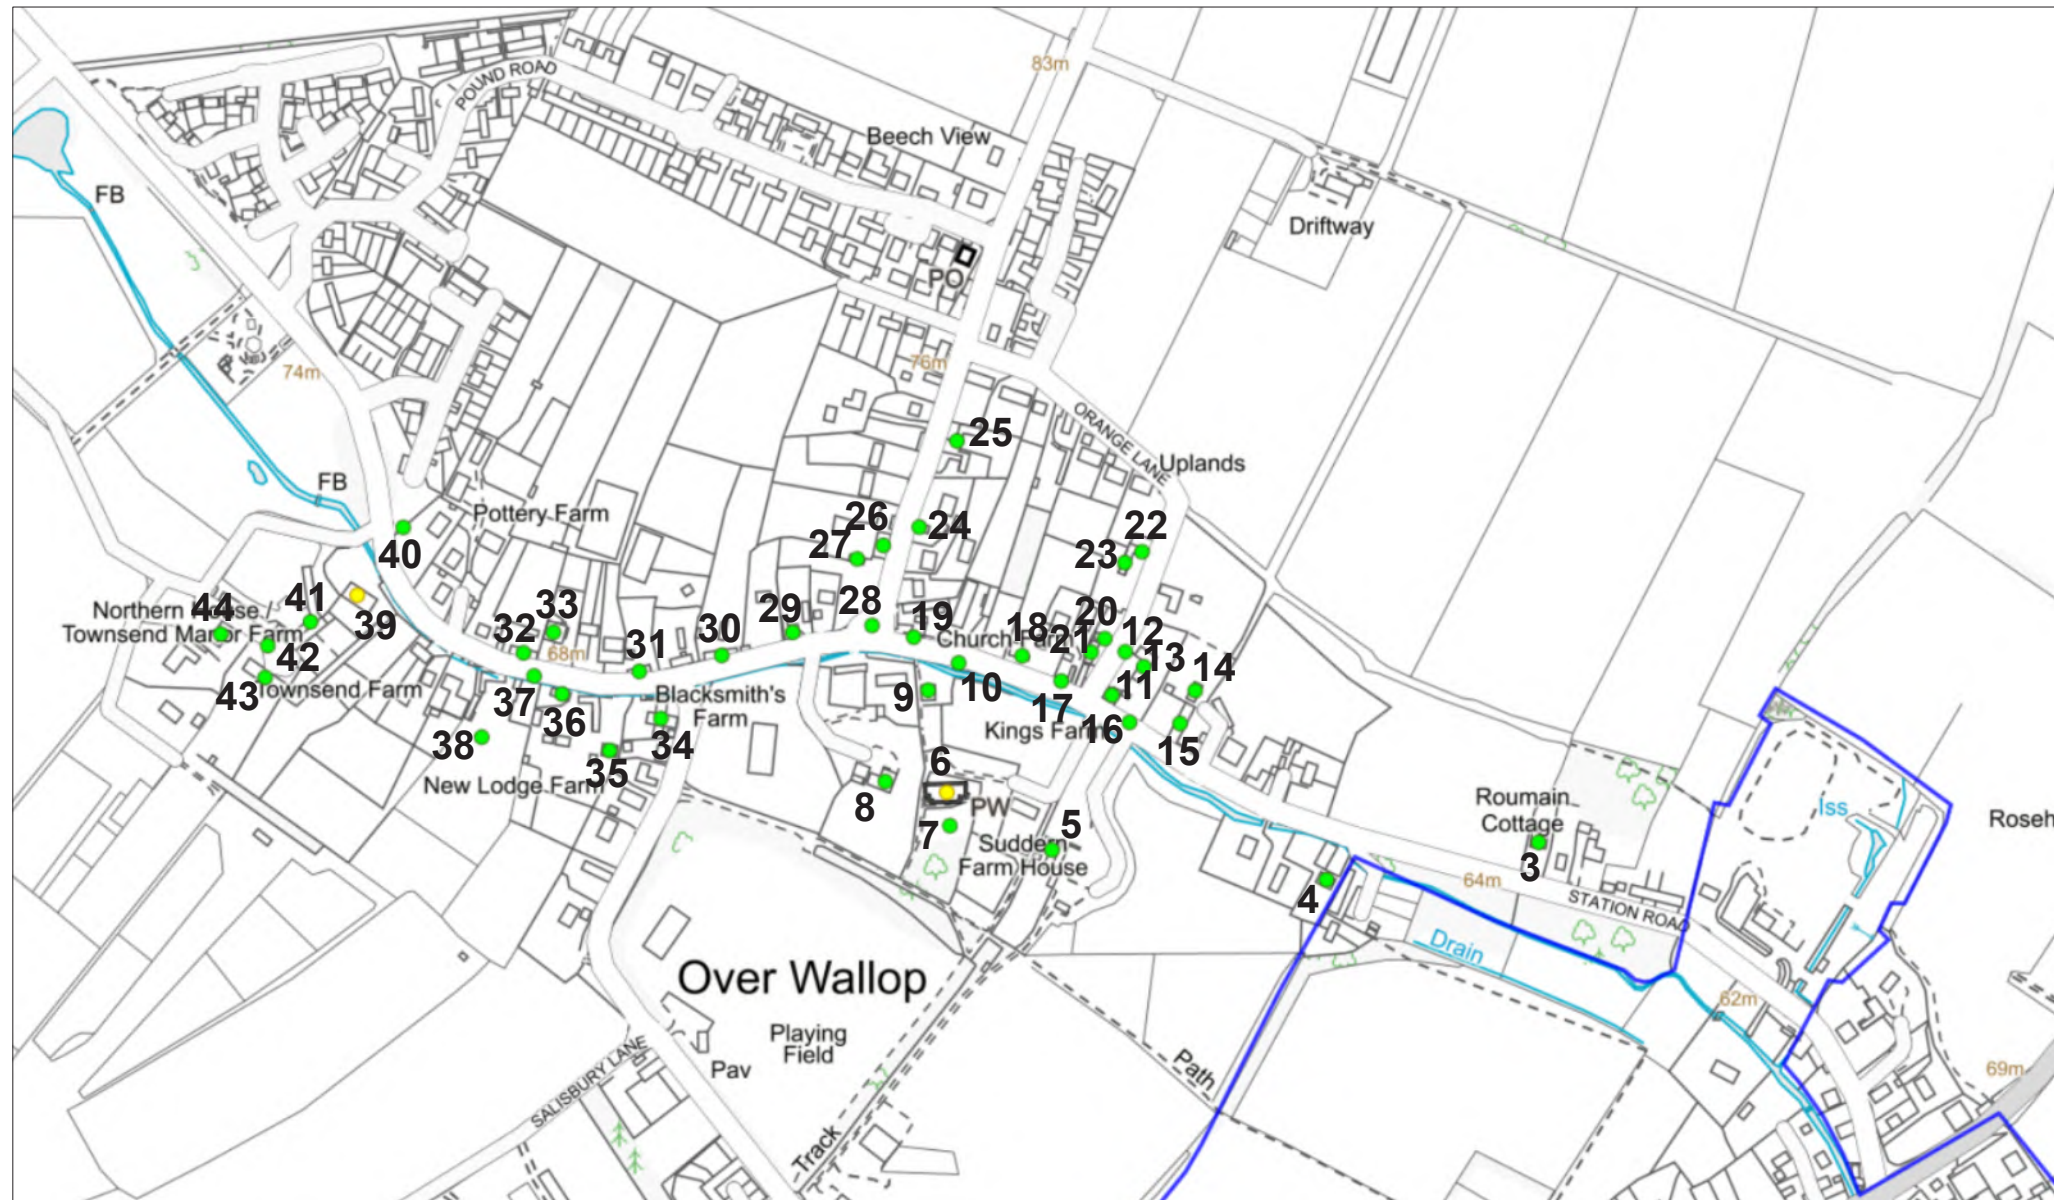 83m
POUND ROAD
Beech View
FB
Driftway
PO
76m
74m
ORANGE LANE
25
Uplands
FB
Pottery Farm
26
24
22
27
23
40
44
41
33
29
28
19
20
Northern House /
Townsend Manor Farm
39
32
30
Church Farm
18
21
12
31
68m
13
42
14
43
Townsend Farm
37
36
Blacksmith's
Farm
9
10
17
11
Kings Farm
16
38
34
15
35
New Lodge Farm
6
8
PW
7
5
Suddern
Farm House
Roumain
Cottage
3
Iss
Roseh
4
64m
STATION ROAD
Drain
Over Wallop
62m
Playing
Field
Pav
SALISBURY LANE
Path
69m
Track